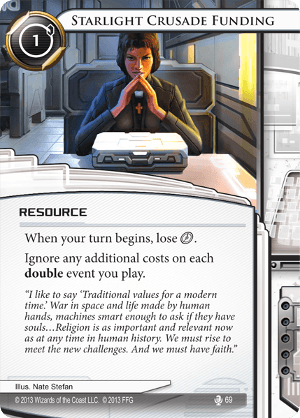 STARLIGHT CRUSADE FUNDING
1
RESOURCE
When your turn begins, lose
.
Ignore any additional costs on each
double event you play.
“I like to say ‘Traditional values for a modern
time.’ War in space and life made by human
hands, machines smart enough to ask if they have
souls…Religion is as important and relevant now
as at any time in human history. We must rise to
meet the new challenges. And we must have faith.”
Illus. Nate Stefan
© 2013 Wizards of the Coast LLC. © 2013 FFG
69